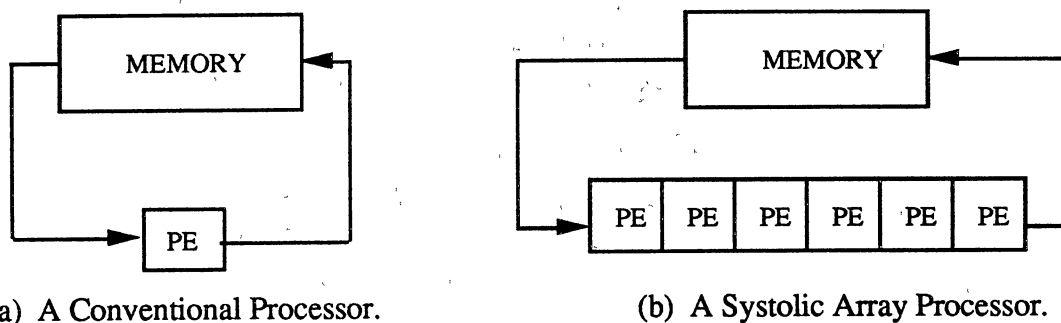 MEMORY
PE
a) A Conventional Processor.
MEMORY
PE PE PE PE PE PE
(b) A Systolic Array Processor.